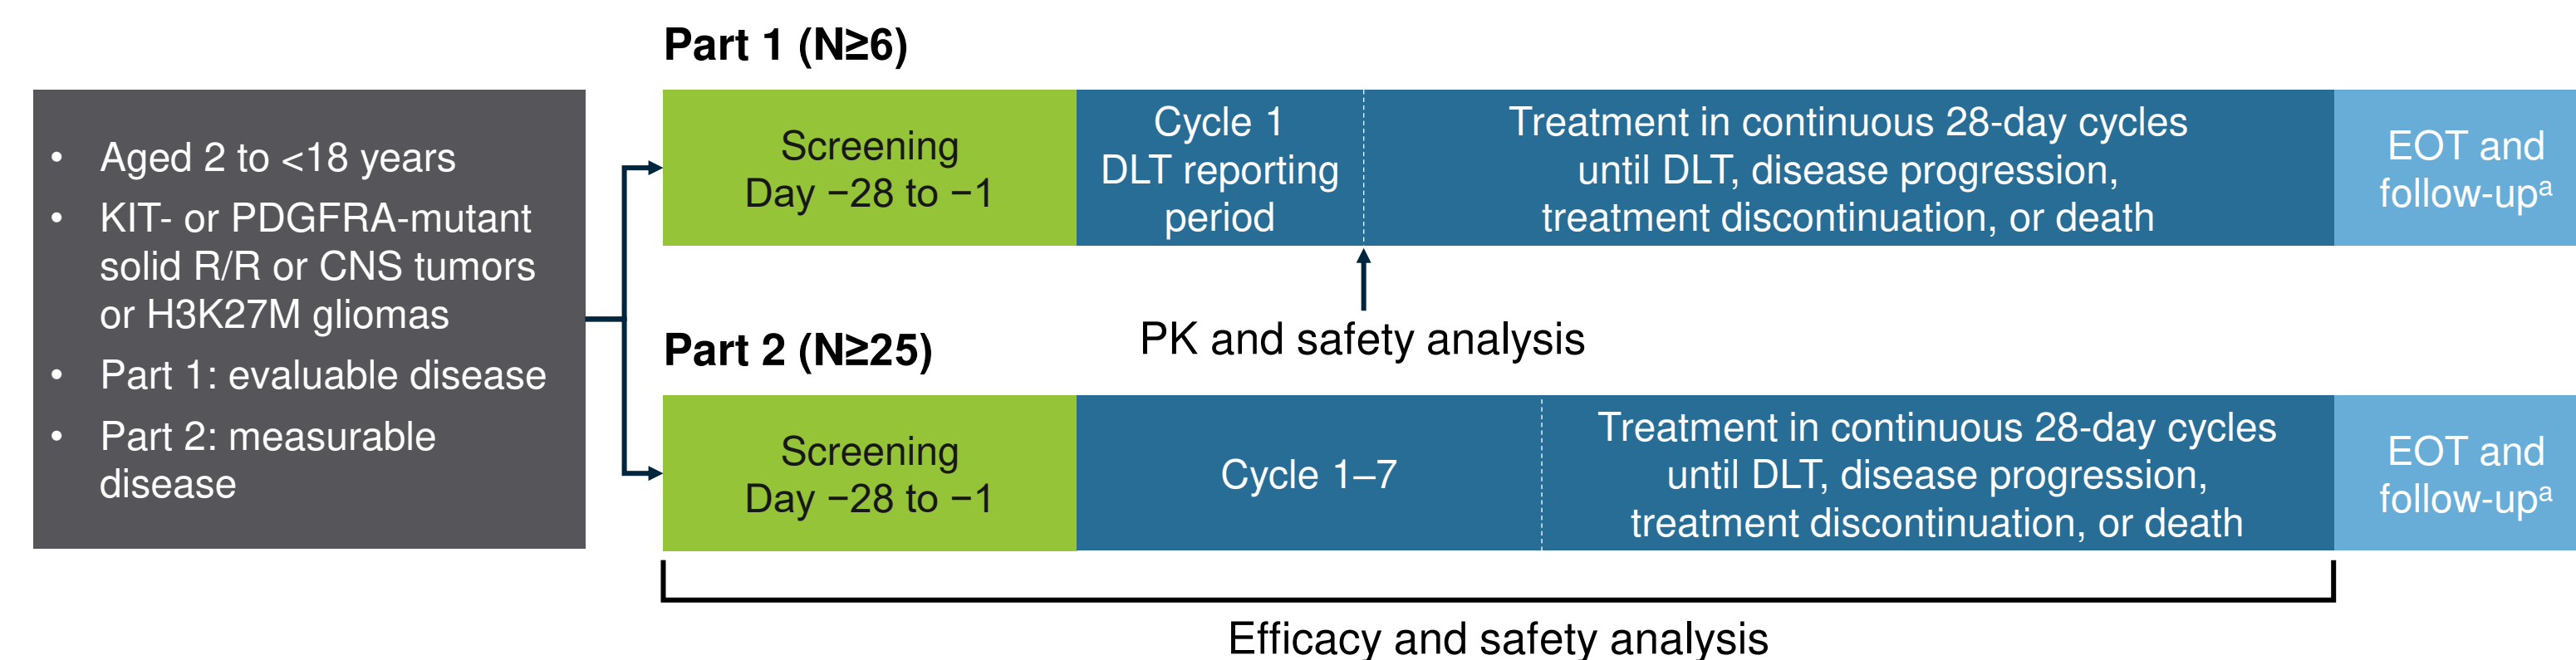 • Aged 2 to <18 years
• KIT- or PDGFRA-mutant
solid R/R or CNS tumors
or H3K27M gliomas
• Part 1: evaluable disease
• Part 2: measurable
disease
Part 1 (N≥6)
Screening
Day −28 to −1
Cycle 1
DLT reporting
period
Treatment in continuous 28-day cycles
until DLT, disease progression,
treatment discontinuation, or death
EOT and
follow-upᵃ
PK and safety analysis
Part 2 (N≥25)
Screening
Day −28 to −1
Cycle 1–7
Treatment in continuous 28-day cycles
until DLT, disease progression,
treatment discontinuation, or death
EOT and
follow-upᵃ
Efficacy and safety analysis